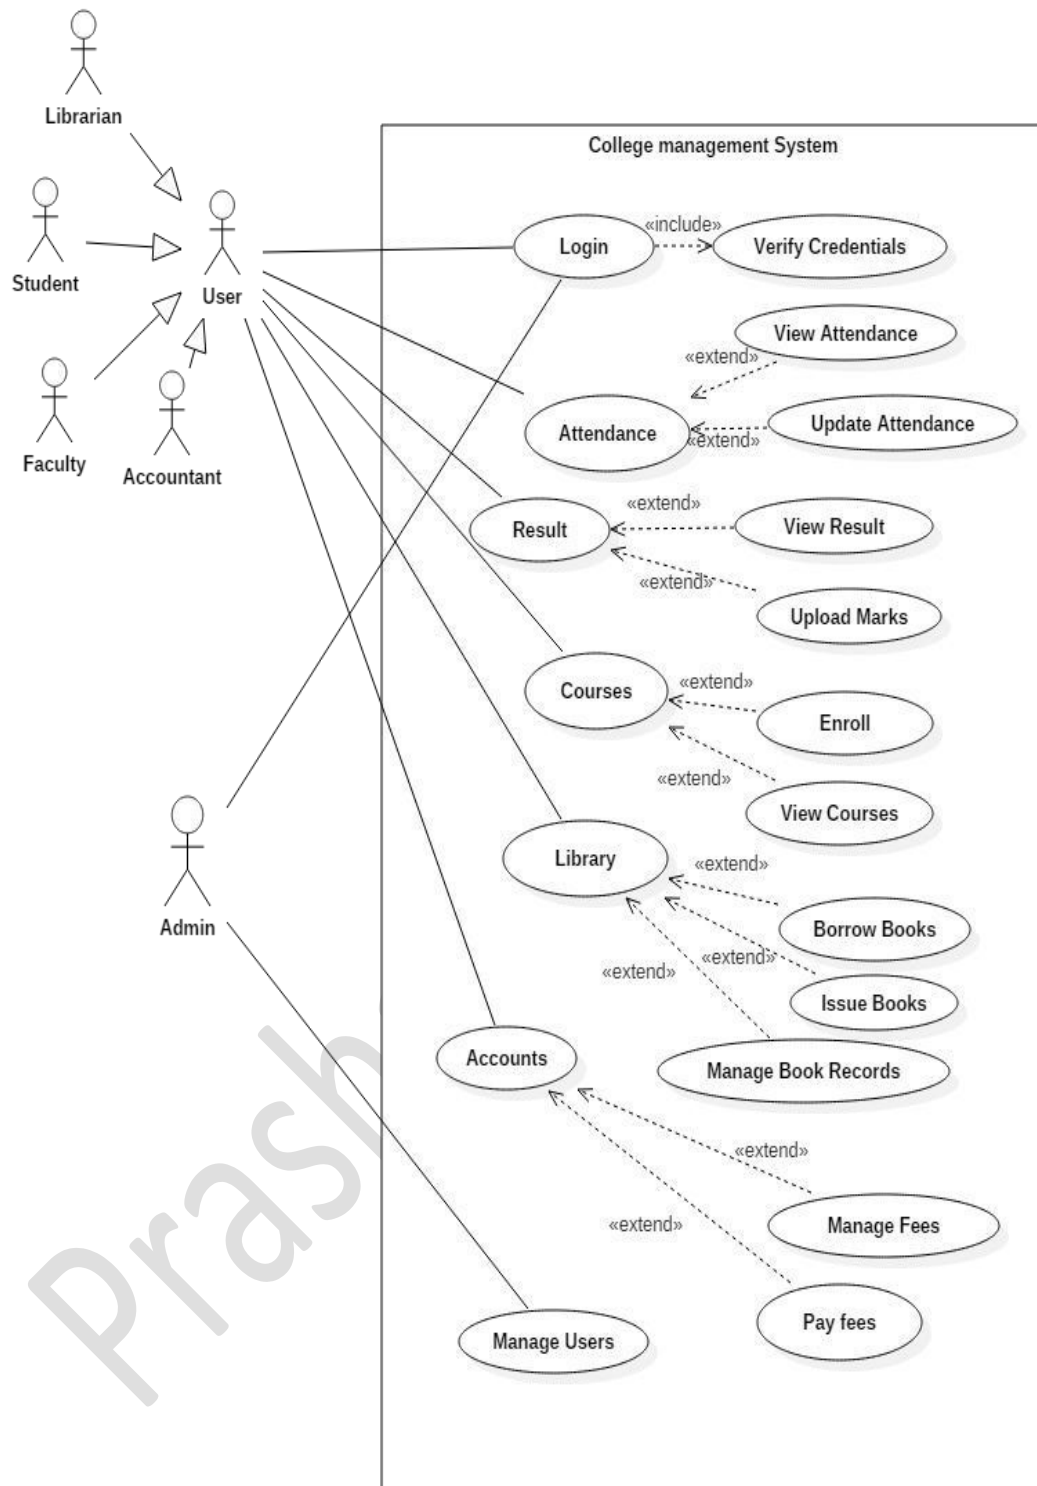 Librarian
College management System
Student
User
Login
«include»
Verify Credentials
View Attendance
«extend»
Faculty
Accountant
Attendance
«extend»
Update Attendance
Result
«extend»
View Result
«extend»
Upload Marks
Courses
«extend»
Enroll
«extend»
View Courses
Admin
Library
«extend»
Borrow Books
«extend»
«extend»
Issue Books
Accounts
Manage Book Records
«extend»
Manage Fees
«extend»
Pay fees
Manage Users
Prash